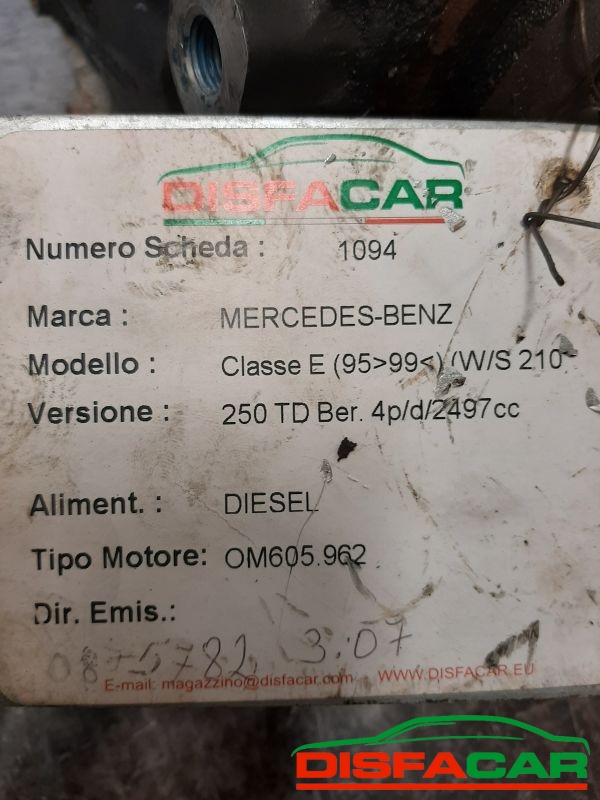 DISFACAR
Numero Scheda : 1094
Marca : MERCEDES-BENZ
Modello : Classe E (95>99<) (W/S 210
Versione : 250 TD Ber. 4p/d/2497cc
Aliment. : DIESEL
Tipo Motore: OM605.962
Dir. Emis.:
5782 3:07
E-mail: magazzino@disfacar.com WWW.DISFACAR.EU
DISFACAR